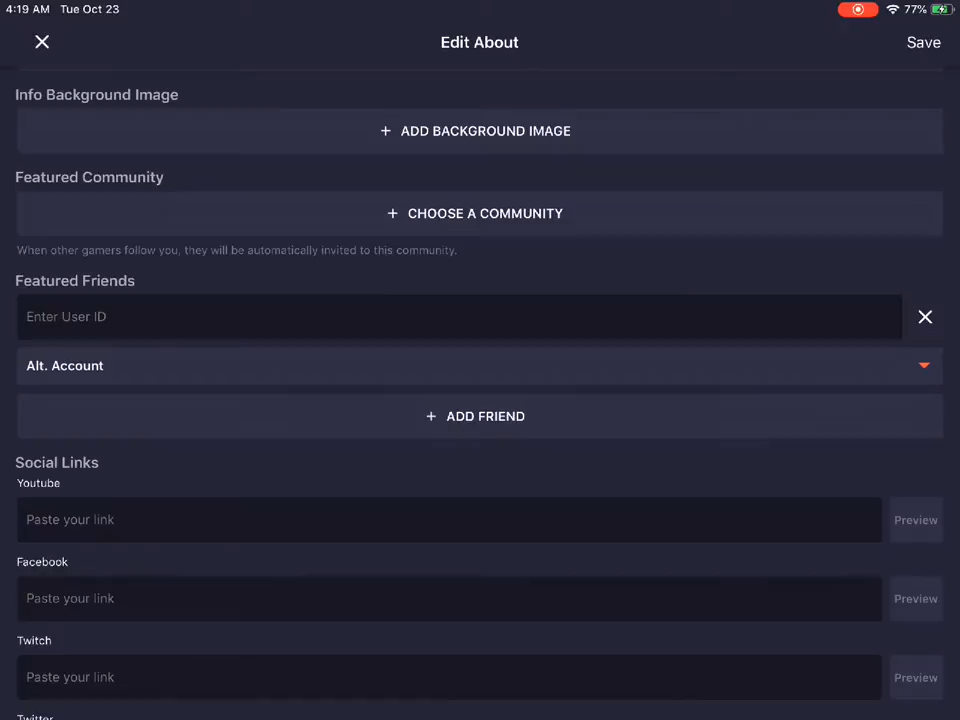 4:19 AM Tue Oct 23 77%
Edit About
Save
Info Background Image
+ ADD BACKGROUND IMAGE
Featured Community
+ CHOOSE A COMMUNITY
When other gamers follow you, they will be automatically invited to this community.
Featured Friends
Enter User ID
Alt. Account
+ ADD FRIEND
Social Links
Youtube
Paste your link Preview
Facebook
Paste your link Preview
Twitch
Paste your link Preview
Twitter